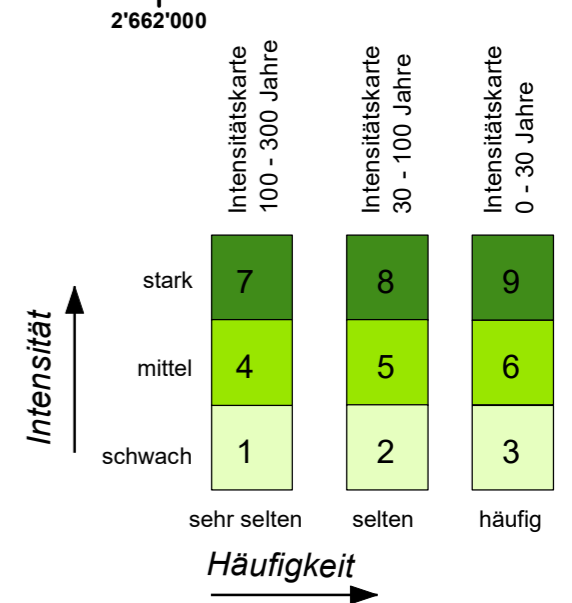 2'662'000
Intensitätskarte
100 - 300 Jahre
Intensitätskarte
30 - 100 Jahre
Intensitätskarte
0 - 30 Jahre
Intensität
stark
7
8
9
mittel
4
5
6
schwach
1
2
3
sehr selten
selten
häufig
Häufigkeit